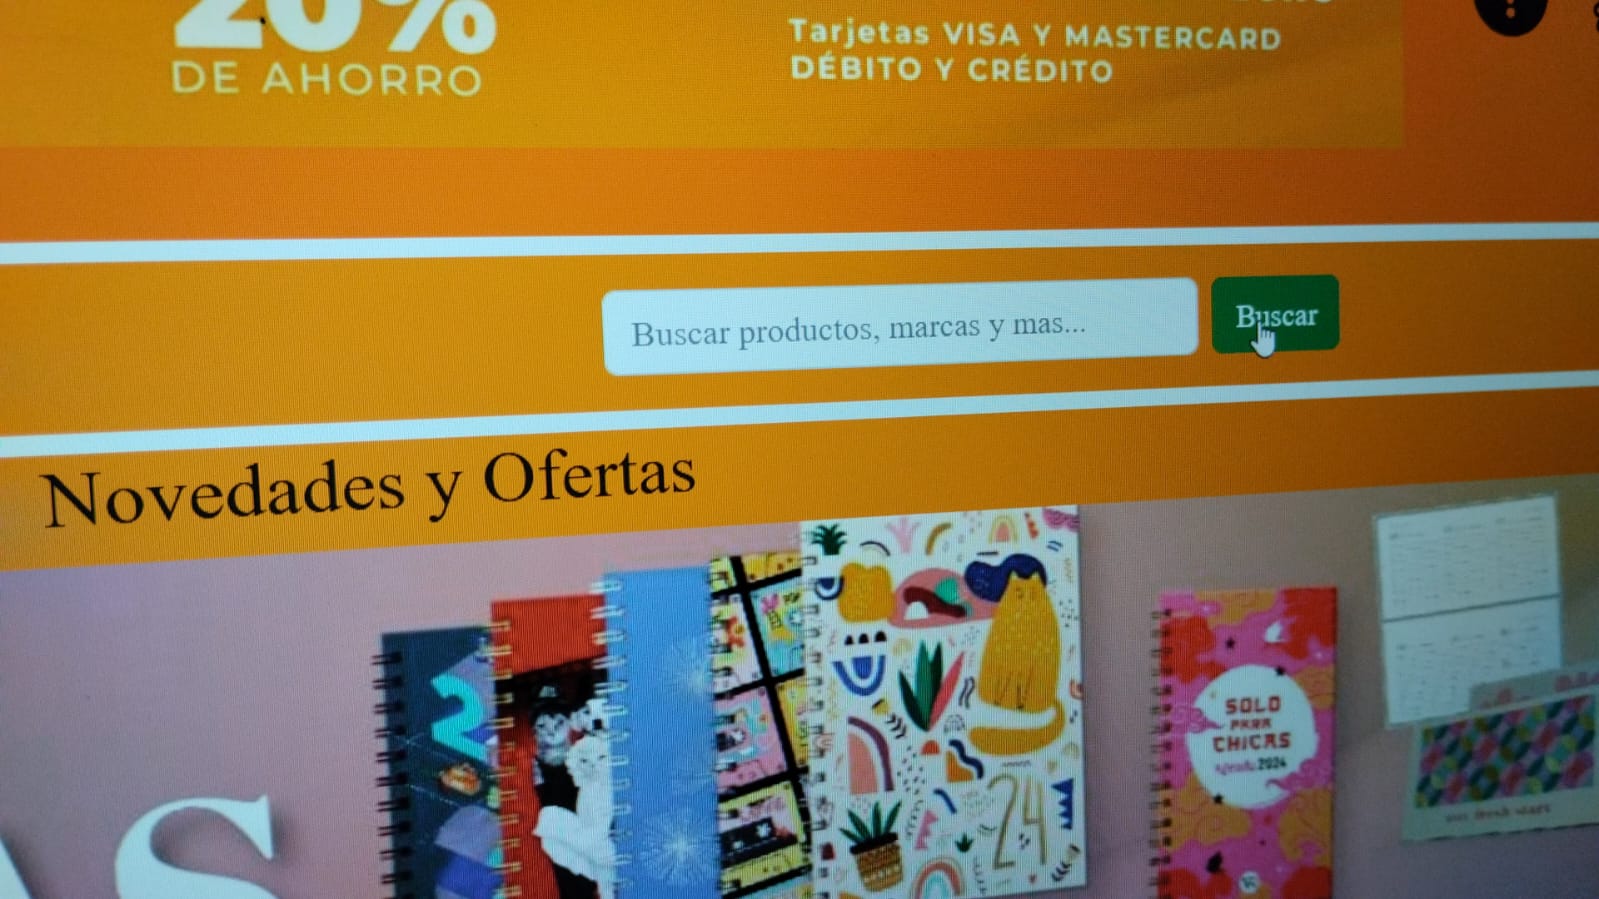 20%
DE AHORRO
Tarjetas VISA Y MASTERCARD
DÉBITO Y CRÉDITO
Buscar productos, marcas y mas...
Buscar
Novedades y Ofertas
2
24
SOLO
PARA
CHICAS
Agenda 2024
AS